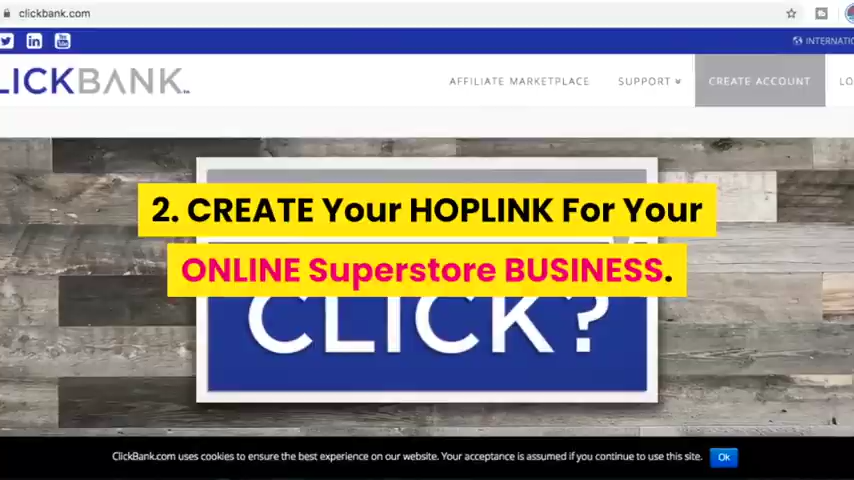 clickbank.com
INTERNATIO
LICKBANK
AFFILIATE MARKETPLACE
SUPPORT
CREATE ACCOUNT
LO
2. CREATE Your HOPLINK For Your
ONLINE Superstore BUSINESS.
CLICK?
ClickBank.com uses cookies to ensure the best experience on our website. Your acceptance is assumed if you continue to use this site.
Ok